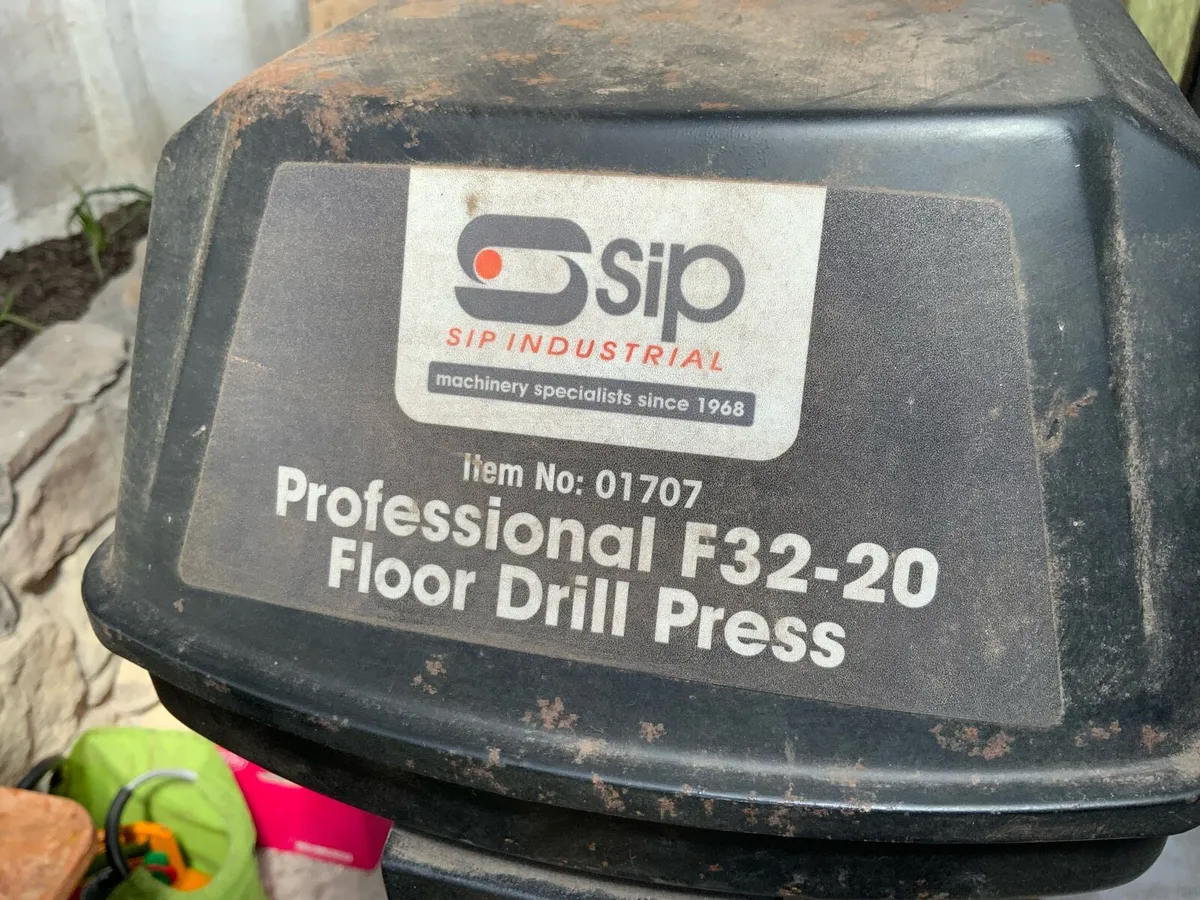 sip
SIP INDUSTRIAL
machinery specialists since 1968
Item No: 01707
Professional F32-20
Floor Drill Press